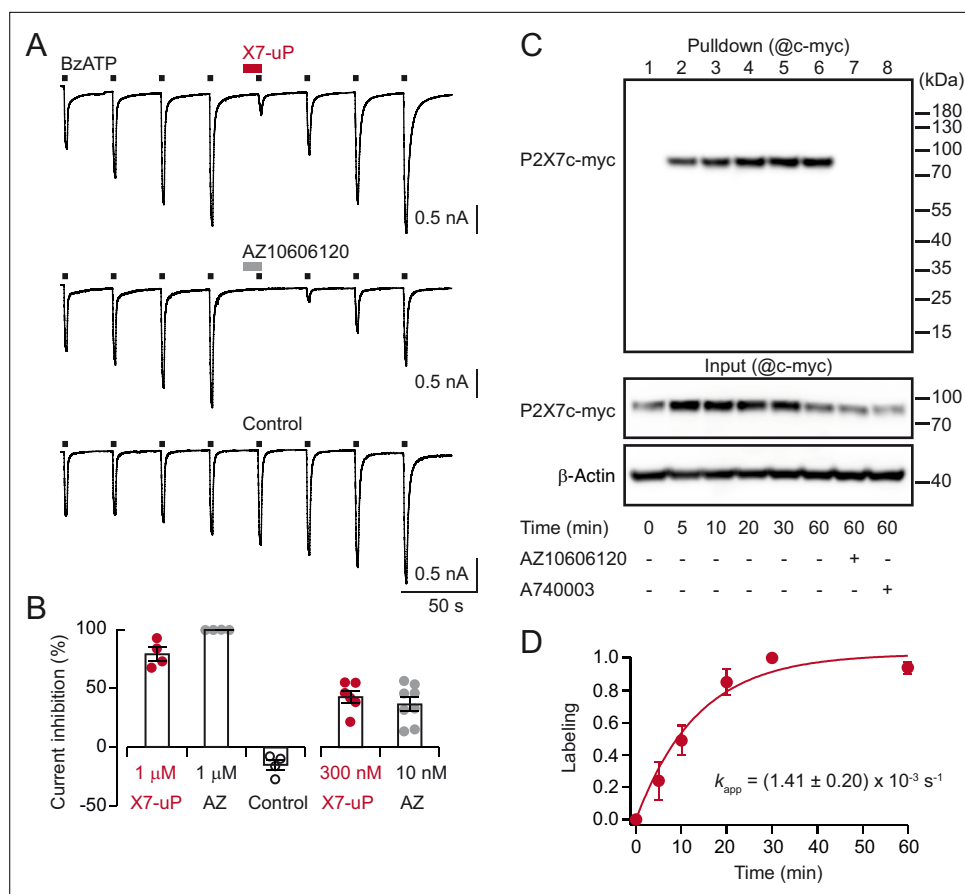 A
BzATP
X7-uP
0.5 nA
AZ10606120
0.5 nA
Control
0.5 nA
50 s
B
Current inhibition (%)
100
50
0
-50
1 μM
X7-uP
1 μM
AZ
Control
300 nM
X7-uP
10 nM
AZ
C
Pulldown (@c-myc)
1 2 3 4 5 6 7 8
(kDa)
P2X7c-myc
180
130
100
70
55
40
35
25
15
Input (@c-myc)
P2X7c-myc
100
70
β-Actin
40
Time (min) 0 5 10 20 30 60 60 60
AZ10606120 - - - - - - + -
A740003 - - - - - - - +
D
Labeling
1.0
0.8
0.6
0.4
0.2
0.0
kapp = (1.41 ± 0.20) x 10-3 s-1
0 10 20 30 40 50 60
Time (min)